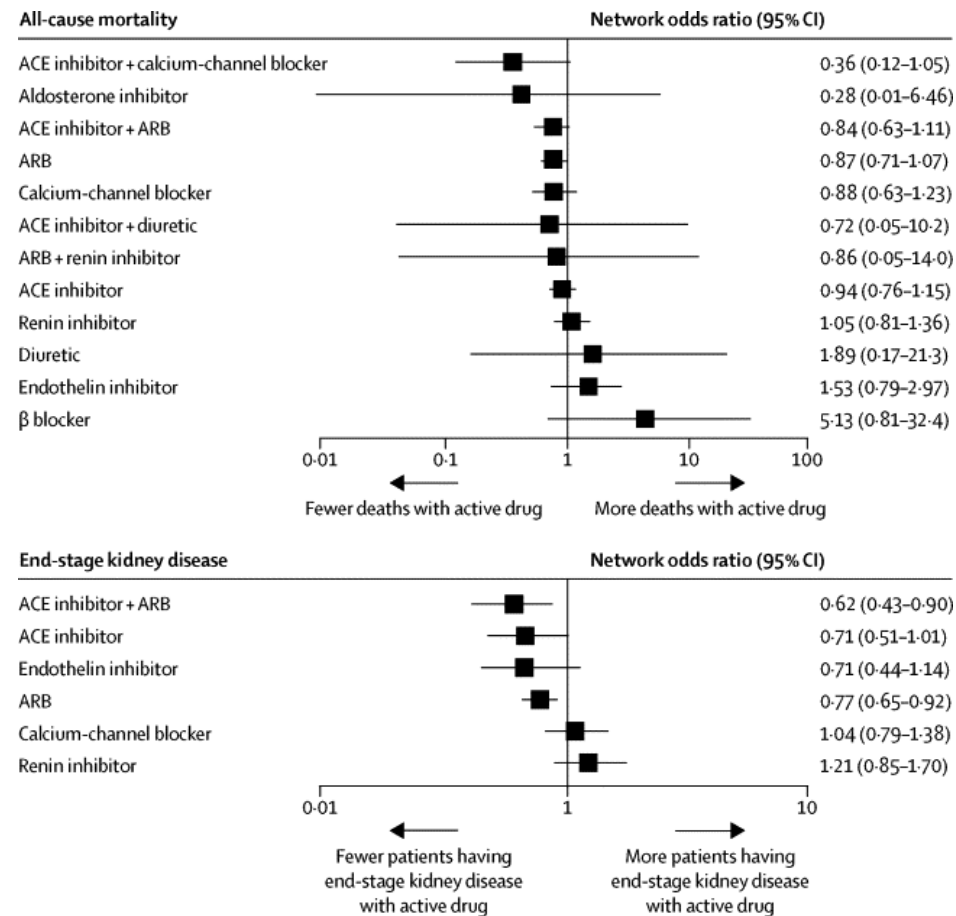 All-cause mortality Network odds ratio (95% CI)
ACE inhibitor + calcium-channel blocker 0·36 (0·12–1·05)
Aldosterone inhibitor 0·28 (0·01–6·46)
ACE inhibitor + ARB 0·84 (0·63–1·11)
ARB 0·87 (0·71–1·07)
Calcium-channel blocker 0·88 (0·63–1·23)
ACE inhibitor + diuretic 0·72 (0·05–10·2)
ARB + renin inhibitor 0·86 (0·05–14·0)
ACE inhibitor 0·94 (0·76–1·15)
Renin inhibitor 1·05 (0·81–1·36)
Diuretic 1·89 (0·17–21·3)
Endothelin inhibitor 1·53 (0·79–2·97)
β blocker 5·13 (0·81–32·4)
0·01 0·1 1 10 100
Fewer deaths with active drug More deaths with active drug
End-stage kidney disease Network odds ratio (95% CI)
ACE inhibitor + ARB 0·62 (0·43–0·90)
ACE inhibitor 0·71 (0·51–1·01)
Endothelin inhibitor 0·71 (0·44–1·14)
ARB 0·77 (0·65–0·92)
Calcium-channel blocker 1·04 (0·79–1·38)
Renin inhibitor 1·21 (0·85–1·70)
0·01 1 10
Fewer patients having More patients having
end-stage kidney disease end-stage kidney disease
with active drug with active drug